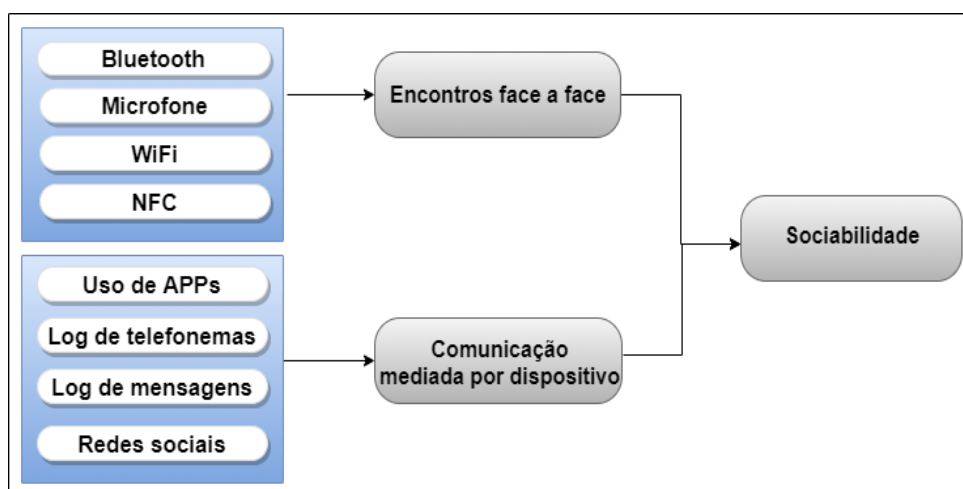 Bluetooth
Microfone
WiFi
NFC
Encontros face a face
Uso de APPs
Log de telefonemas
Log de mensagens
Redes sociais
Comunicação
mediada por dispositivo
Sociabilidade